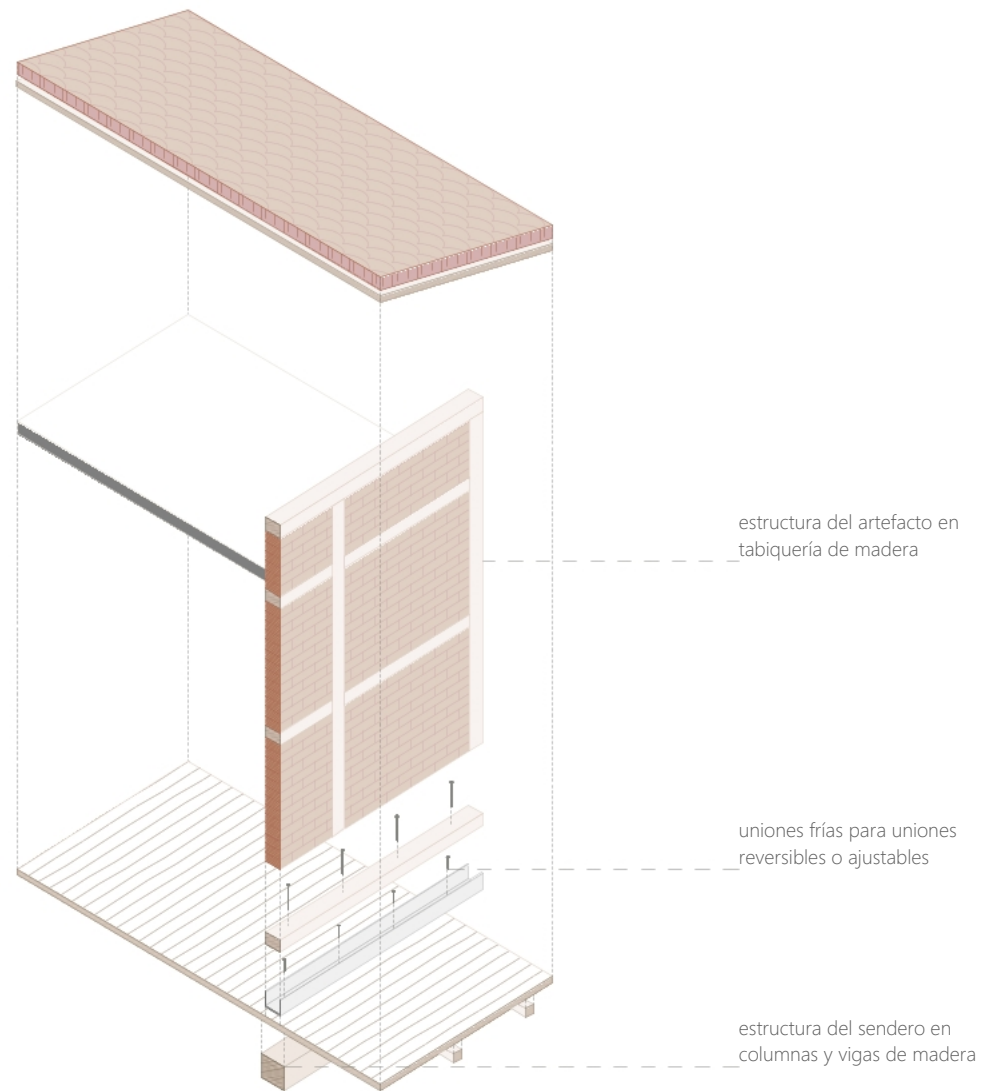 estructura del artefacto en
tabiquería de madera
uniones frías para uniones
reversibles o ajustables
estructura del sendero en
columnas y vigas de madera